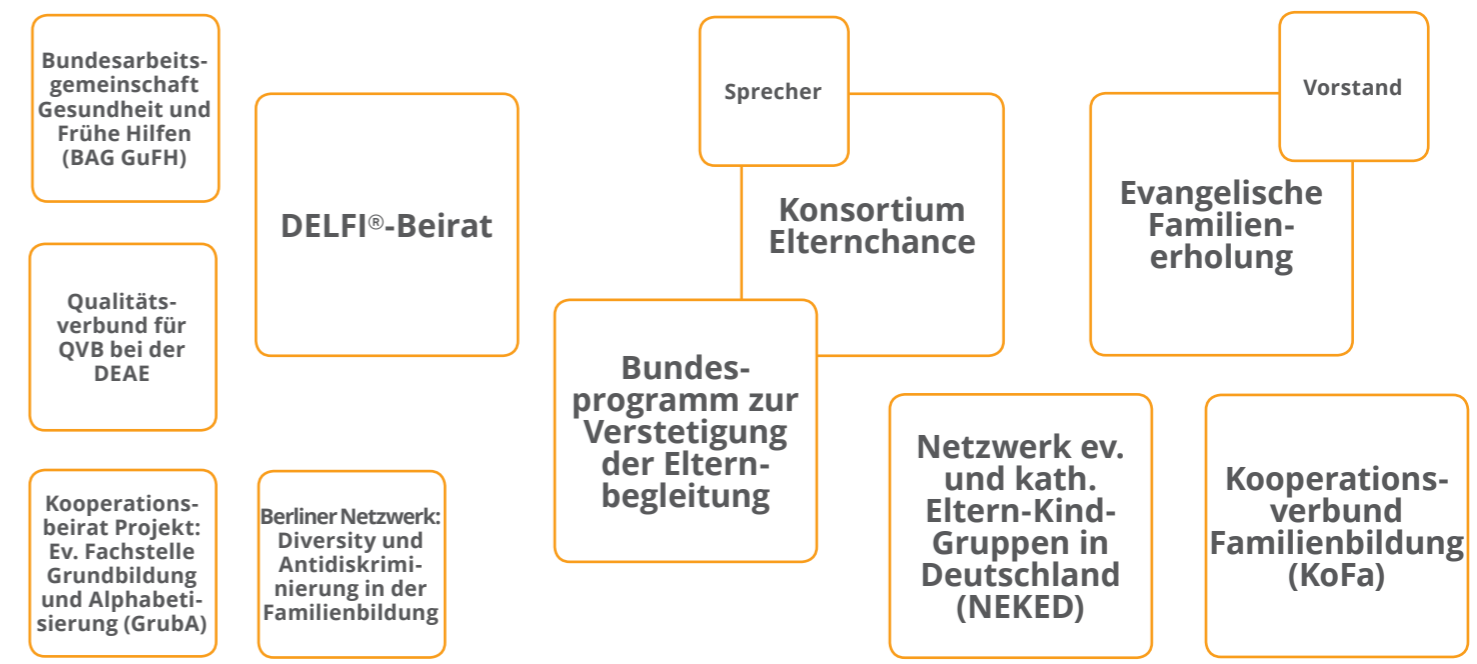 Bundesarbeits-
gemeinschaft
Gesundheit und
Frühe Hilfen
(BAG GuFH)
DELFI®-Beirat
Sprecher
Konsortium
Elternchance
Vorstand
Evangelische
Familien-
erholung
Qualitäts-
verbund für
QVB bei der
DEAE
Bundes-
programm zur
Verstetigung
der Eltern-
begleitung
Netzwerk ev.
und kath.
Eltern-Kind-
Gruppen in
Deutschland
(NEKED)
Kooperations-
verbund
Familienbildung
(KoFa)
Kooperations-
beirat Projekt:
Ev. Fachstelle
Grundbildung
und Alphabeti-
sierung (GrubA)
Berliner Netzwerk:
Diversity und
Antidiskrimi-
nierung in der
Familienbildung